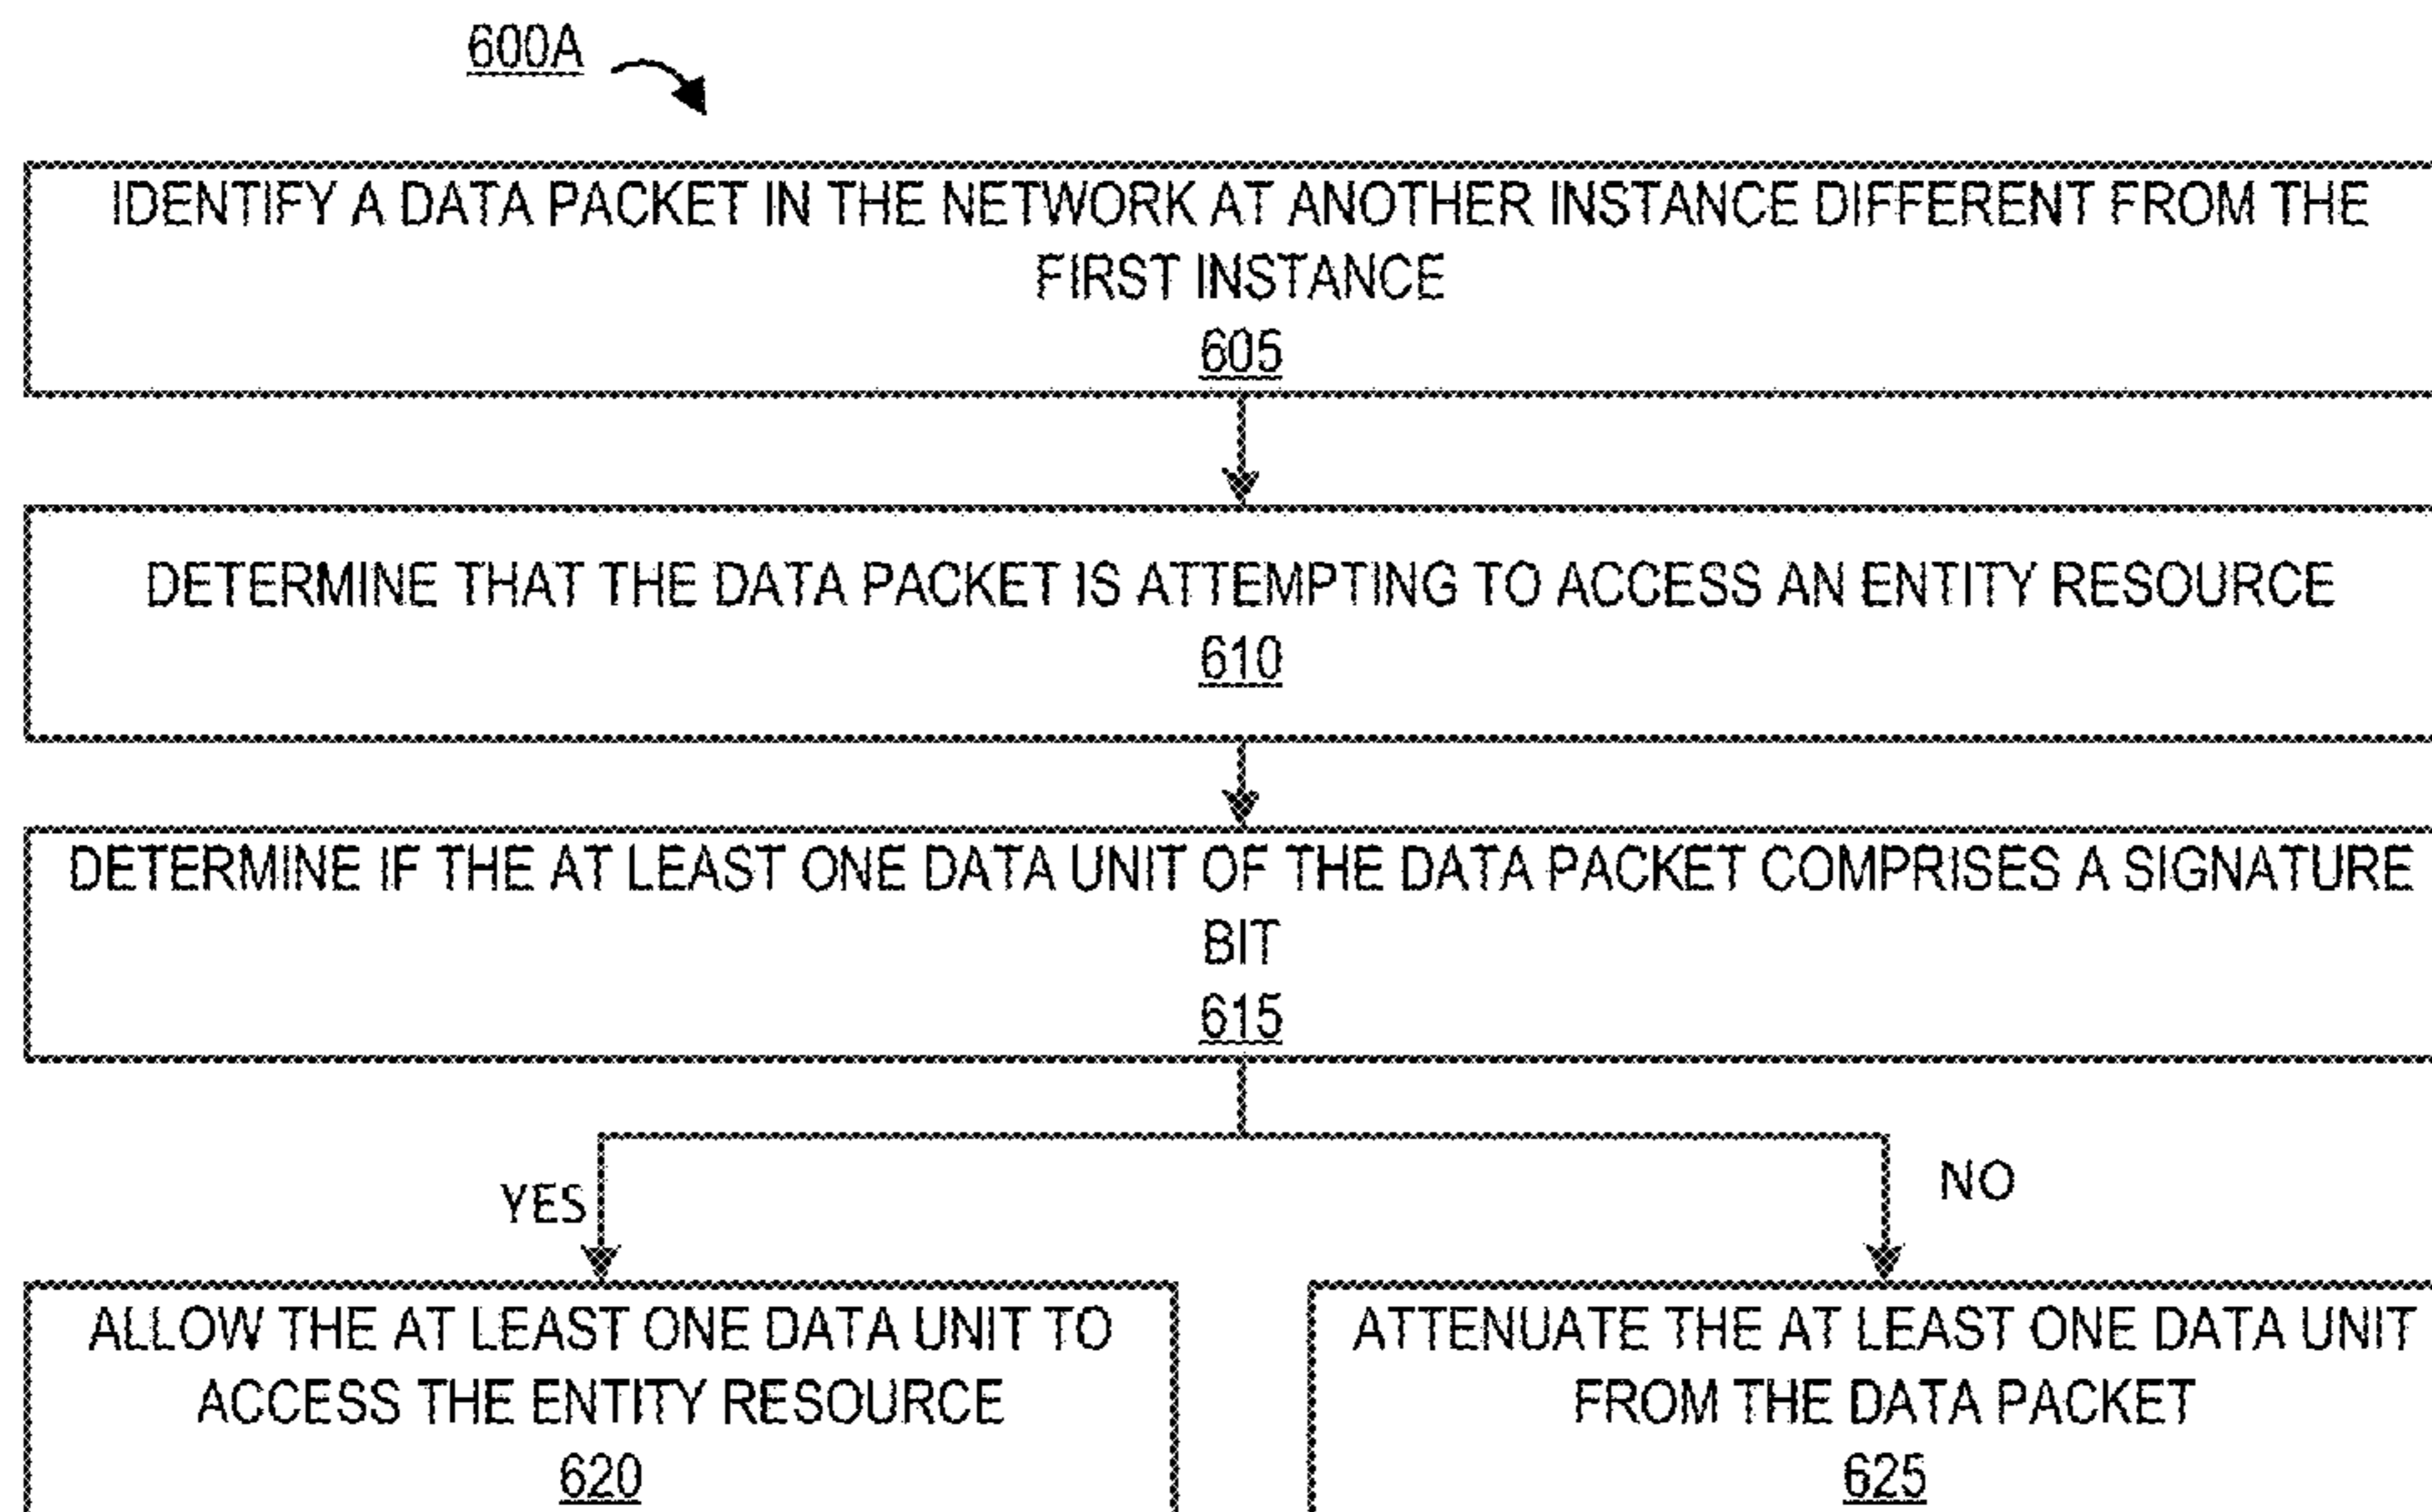 600A
IDENTIFY A DATA PACKET IN THE NETWORK AT ANOTHER INSTANCE DIFFERENT FROM THE
FIRST INSTANCE
605
DETERMINE THAT THE DATA PACKET IS ATTEMPTING TO ACCESS AN ENTITY RESOURCE
610
DETERMINE IF THE AT LEAST ONE DATA UNIT OF THE DATA PACKET COMPRISES A SIGNATURE
BIT
615
YES
NO
ALLOW THE AT LEAST ONE DATA UNIT TO
ACCESS THE ENTITY RESOURCE
620
ATTENUATE THE AT LEAST ONE DATA UNIT
FROM THE DATA PACKET
625